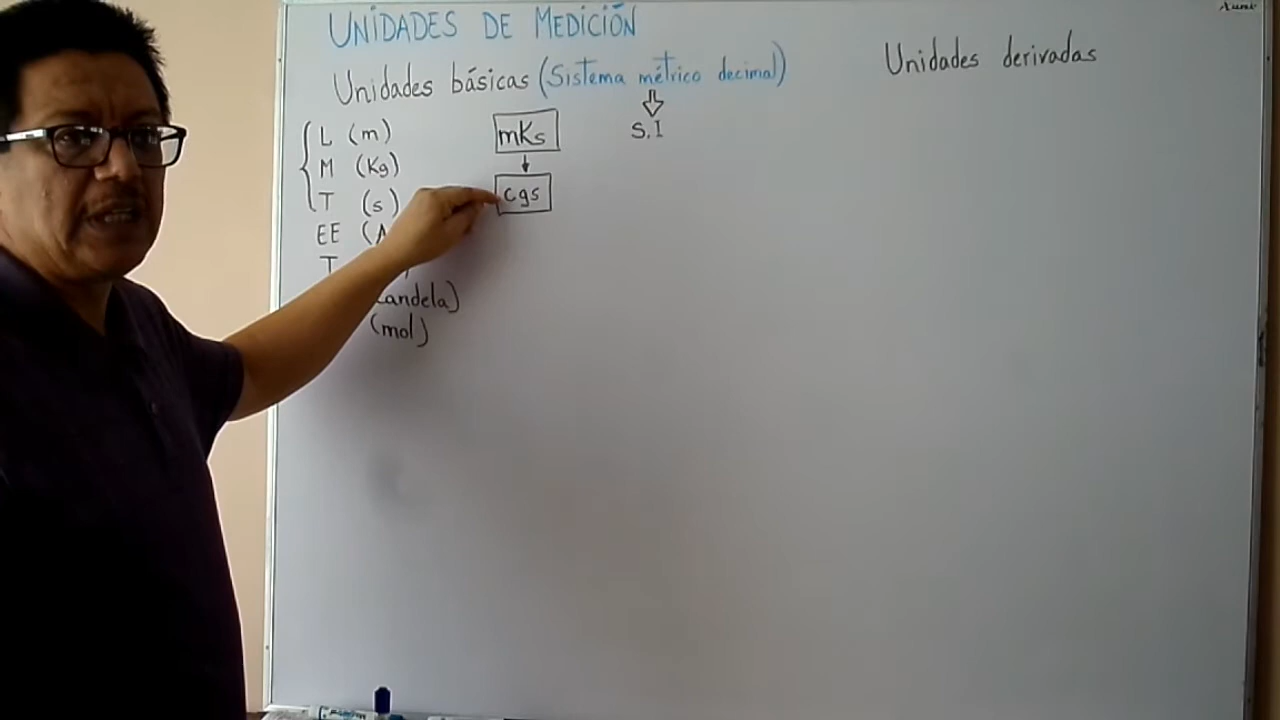 UNIDADES DE MEDICIÓN
Unidades básicas (Sistema métrico decimal)
S.I
L (m)
M (Kg)
T (s)
EE (A
T
candela)
(mol)
mKs
cgs
Unidades derivadas